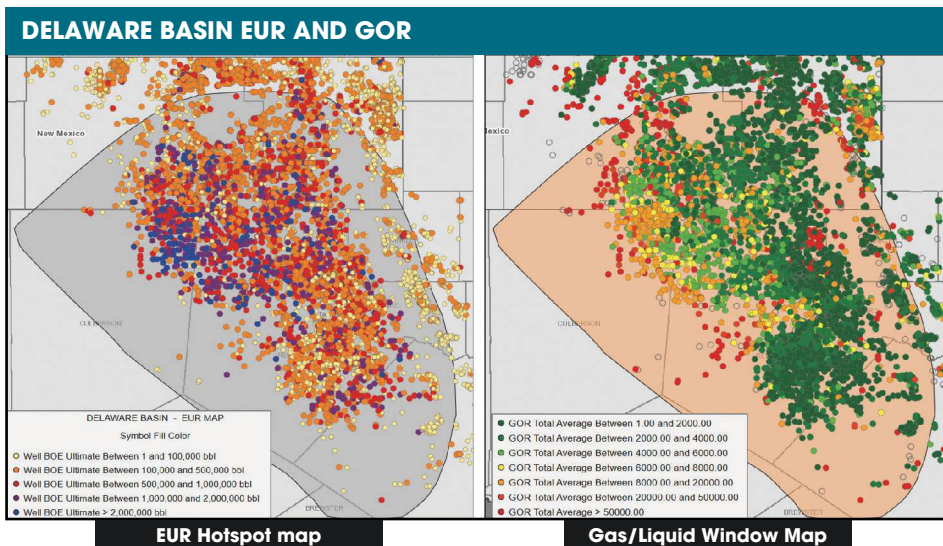 DELAWARE BASIN EUR AND GOR
New Mexico
CULBERSON
DELAWARE BASIN - EUR MAP
Symbol Fill Color
Well BOE Ultimate Between 1 and 100,000 bbl
Well BOE Ultimate Between 100,000 and 500,000 bbl
Well BOE Ultimate Between 500,000 and 1,000,000 bbl
Well BOE Ultimate Between 1,000,000 and 2,000,000 bbl
Well BOE Ultimate > 2,000,000 bbl
BREWSTER
EUR Hotspot map
Mexico
CULBERSON
GOR Total Average Between 1.00 and 2000.00
GOR Total Average Between 2000.00 and 4000.00
GOR Total Average Between 4000.00 and 6000.00
GOR Total Average Between 6000.00 and 8000.00
GOR Total Average Between 8000.00 and 20000.00
GOR Total Average Between 20000.00 and 50000.00
GOR Total Average > 50000.00
BREWSTER
Gas/Liquid Window Map